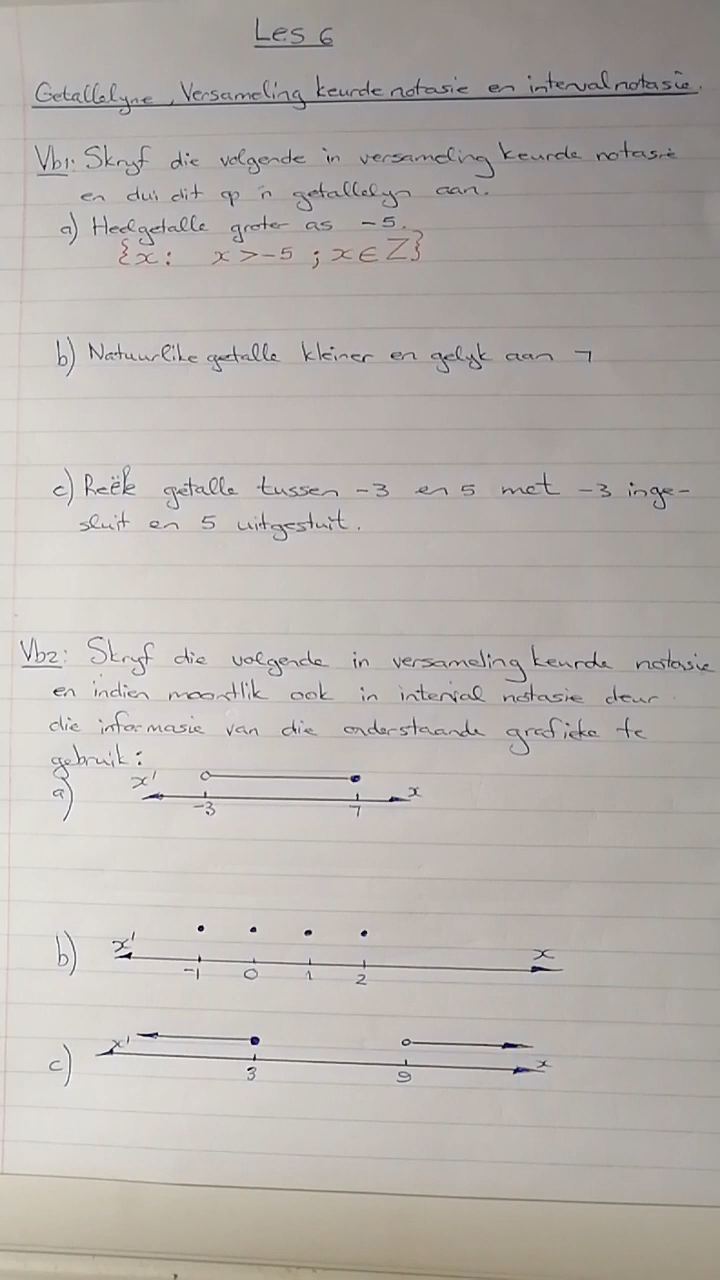 Les 6
Getallelyne, Versameling keurde notasie en intervalnotasie.
Vb1: Skryf die volgende in versameling keurde notasie
en dui dit op 'n getallelyn aan.
a) Heelgetalle groter as -5.
{x: x>-5 ; x∈Z}
b) Natuurlike getalle kleiner en gelyk aan 7
c) Reële getalle tussen -3 en 5 met -3 inge-
sluit en 5 uitgesluit.
Vb2: Skryf die volgende in versameling keurde notasie
en indien moontlik ook in interval notasie deur
die informasie van die onderstaande grafieke te
gebruik:
a) x' -3 7 x
b) x' -1 0 1 2 x
c) x' 3 9 x